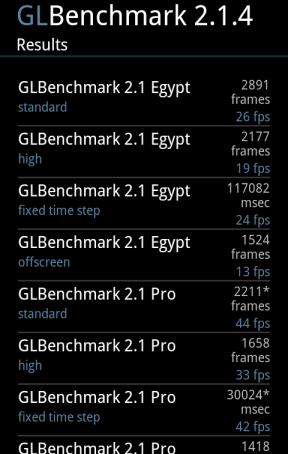 GLBenchmark 2.1.4
Results
GLBenchmark 2.1 Egypt
standard
2891
frames
26 fps
GLBenchmark 2.1 Egypt
high
2177
frames
19 fps
GLBenchmark 2.1 Egypt
fixed time step
117082
msec
24 fps
GLBenchmark 2.1 Egypt
offscreen
1524
frames
13 fps
GLBenchmark 2.1 Pro
standard
2211*
frames
44 fps
GLBenchmark 2.1 Pro
high
1658
frames
33 fps
GLBenchmark 2.1 Pro
fixed time step
30024*
msec
42 fps
GLBenchmark 2.1 Pro
1418